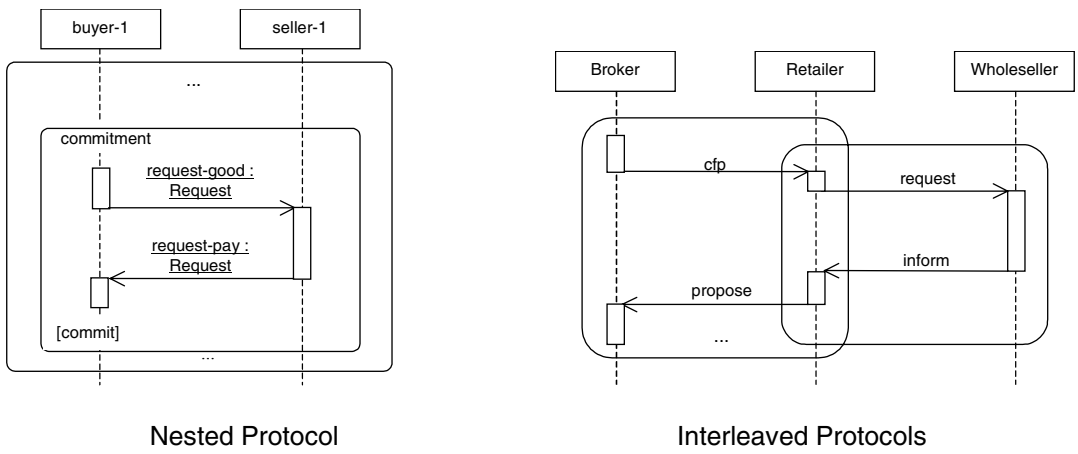 buyer-1
seller-1
...
commitment
request-good :
Request
request-pay :
Request
[commit]
...
Nested Protocol
Broker
Retailer
Wholeseller
cfp
request
inform
propose
...
Interleaved Protocols